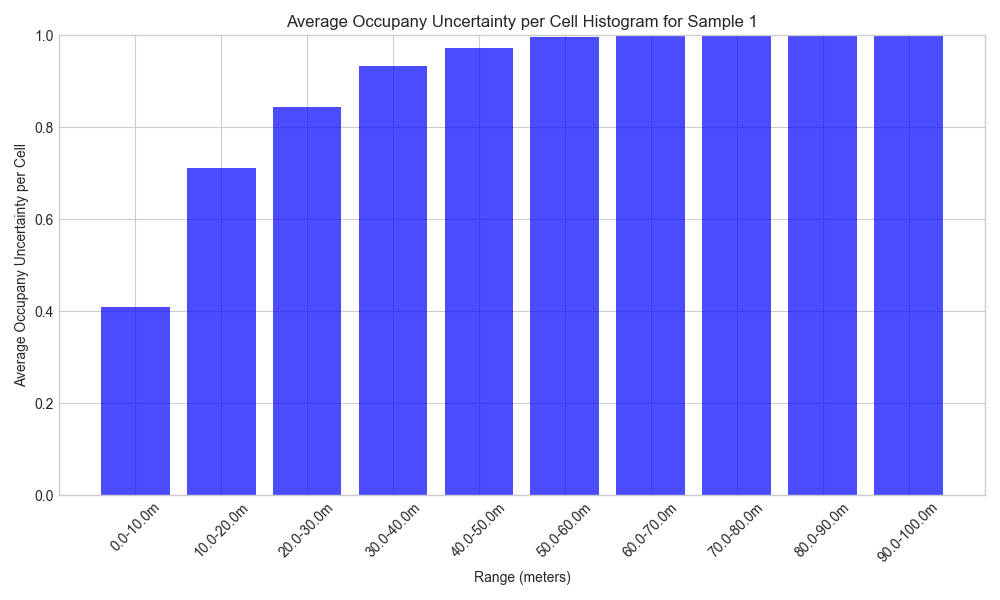 Average Occupany Uncertainty per Cell Histogram for Sample 1
Average Occupany Uncertainty per Cell
1.0
0.8
0.6
0.4
0.2
0.0
0.0-10.0m
10.0-20.0m
20.0-30.0m
30.0-40.0m
40.0-50.0m
50.0-60.0m
60.0-70.0m
70.0-80.0m
80.0-90.0m
90.0-100.0m
Range (meters)